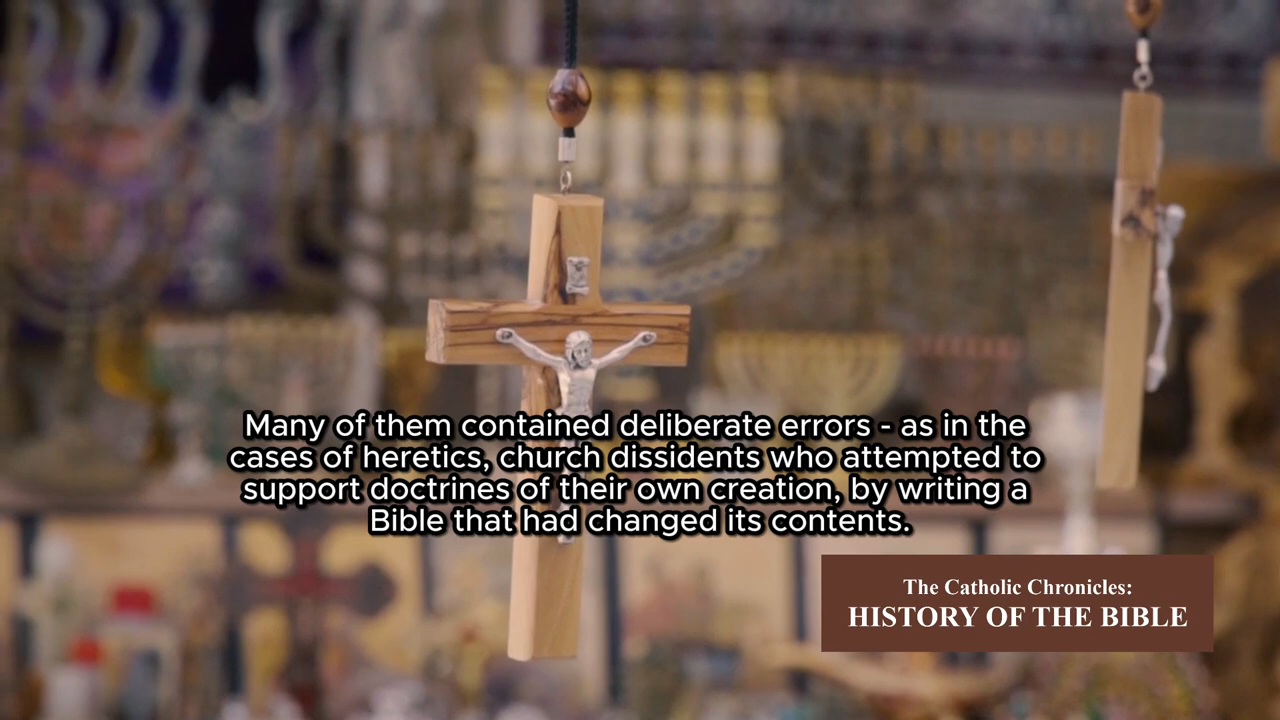 Many of them contained deliberate errors - as in the
cases of heretics, church dissidents who attempted to
support doctrines of their own creation, by writing a
Bible that had changed its contents.
The Catholic Chronicles:
HISTORY OF THE BIBLE